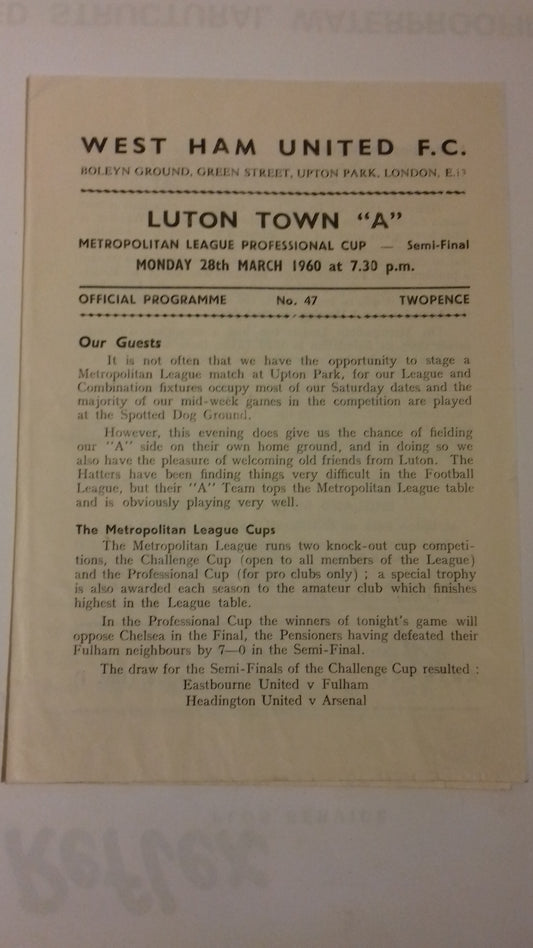 STRUCTURAL WATERPROOFIN
WEST HAM UNITED F.C.
BOLEYN GROUND, GREEN STREET, UPTON PARK, LONDON, E.13
LUTON TOWN "A"
METROPOLITAN LEAGUE PROFESSIONAL CUP — Semi-Final
MONDAY 28th MARCH 1960 at 7.30 p.m.
OFFICIAL PROGRAMME No. 47 TWOPENCE
Our Guests
It is not often that we have the opportunity to stage a
Metropolitan League match at Upton Park, for our League and
Combination fixtures occupy most of our Saturday dates and the
majority of our mid-week games in the competition are played
at the Spotted Dog Ground.
However, this evening does give us the chance of fielding
our "A" side on their own home ground, and in doing so we
also have the pleasure of welcoming old friends from Luton. The
Hatters have been finding things very difficult in the Football
League, but their "A" Team tops the Metropolitan League table
and is obviously playing very well.
The Metropolitan League Cups
The Metropolitan League runs two knock-out cup competi-
tions, the Challenge Cup (open to all members of the League)
and the Professional Cup (for pro clubs only) ; a special trophy
is also awarded each season to the amateur club which finishes
highest in the League table.
In the Professional Cup the winners of tonight's game will
oppose Chelsea in the Final, the Pensioners having defeated their
Fulham neighbours by 7—0 in the Semi-Final.
The draw for the Semi-Finals of the Challenge Cup resulted :
Eastbourne United v Fulham
Headington United v Arsenal
PLUS SERVICE
Reflex